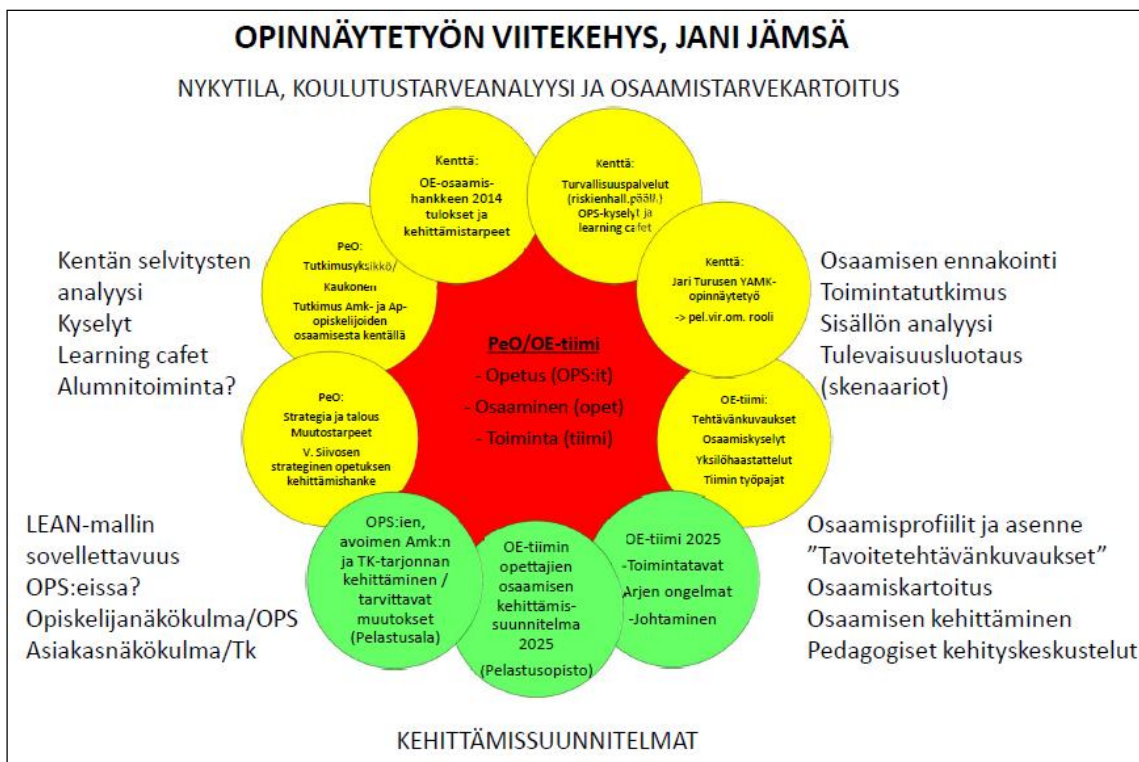 OPINNÄYTETYÖN VIITEKEHYS, JANI JÄMSÄ
NYKYTILA, KOULUTUSTARVEANALYYSI JA OSAAMISTARVEKARTOITUS
Kenttä:
OE-osaamis-
hankkeen 2014
tulokset ja
kehittämistarpeet
Kenttä:
Turvallisuuspalvelut
(riskienhall.pääll.)
OPS-kyselyt ja
learning cafet
PeO:
Tutkimusyksikkö/
Kaukonen
Tutkimus Amk- ja Ap-
opiskelijoiden
osaamisesta kentällä
Kenttä:
Jari Turusen YAMK-
opinnäytetyö
-> pel.vir.om. rooli
Kentän selvitysten
analyysi
Kyselyt
Learning cafet
Alumnitoiminta?
Osaamisen ennakointi
Toimintatutkimus
Sisällön analyysi
Tulevaisuusluotaus
(skenaariot)
PeO/OE-tiimi
- Opetus (OPS:it)
- Osaaminen (opet)
- Toiminta (tiimi)
PeO:
Strategia ja talous
Muutostarpeet
V. Siivosen
strateginen opetuksen
kehittämishanke
OE-tiimi:
Tehtävänkuvaukset
Osaamiskyselyt
Yksilöhaastattelut
Tiimin työpajat
LEAN-mallin
sovellettavuus
OPS:eissa?
Opiskelijanäkökulma/OPS
Asiakasnäkökulma/Tk
OPS:ien,
avoimen Amk:n
ja TK-tarjonnan
kehittäminen /
tarvittavat
muutokset
(Pelastusala)
OE-tiimin
opettajien
osaamisen
kehittämis-
suunnitelma
2025
(Pelastusopisto)
OE-tiimi 2025
-Toimintatavat
-Arjen ongelmat
-Johtaminen
Osaamisprofiilit ja asenne
”Tavoitetehtävänkuvaukset”
Osaamiskartoitus
Osaamisen kehittäminen
Pedagogiset kehityskeskustelut
KEHITTÄMISSUUNNITELMAT